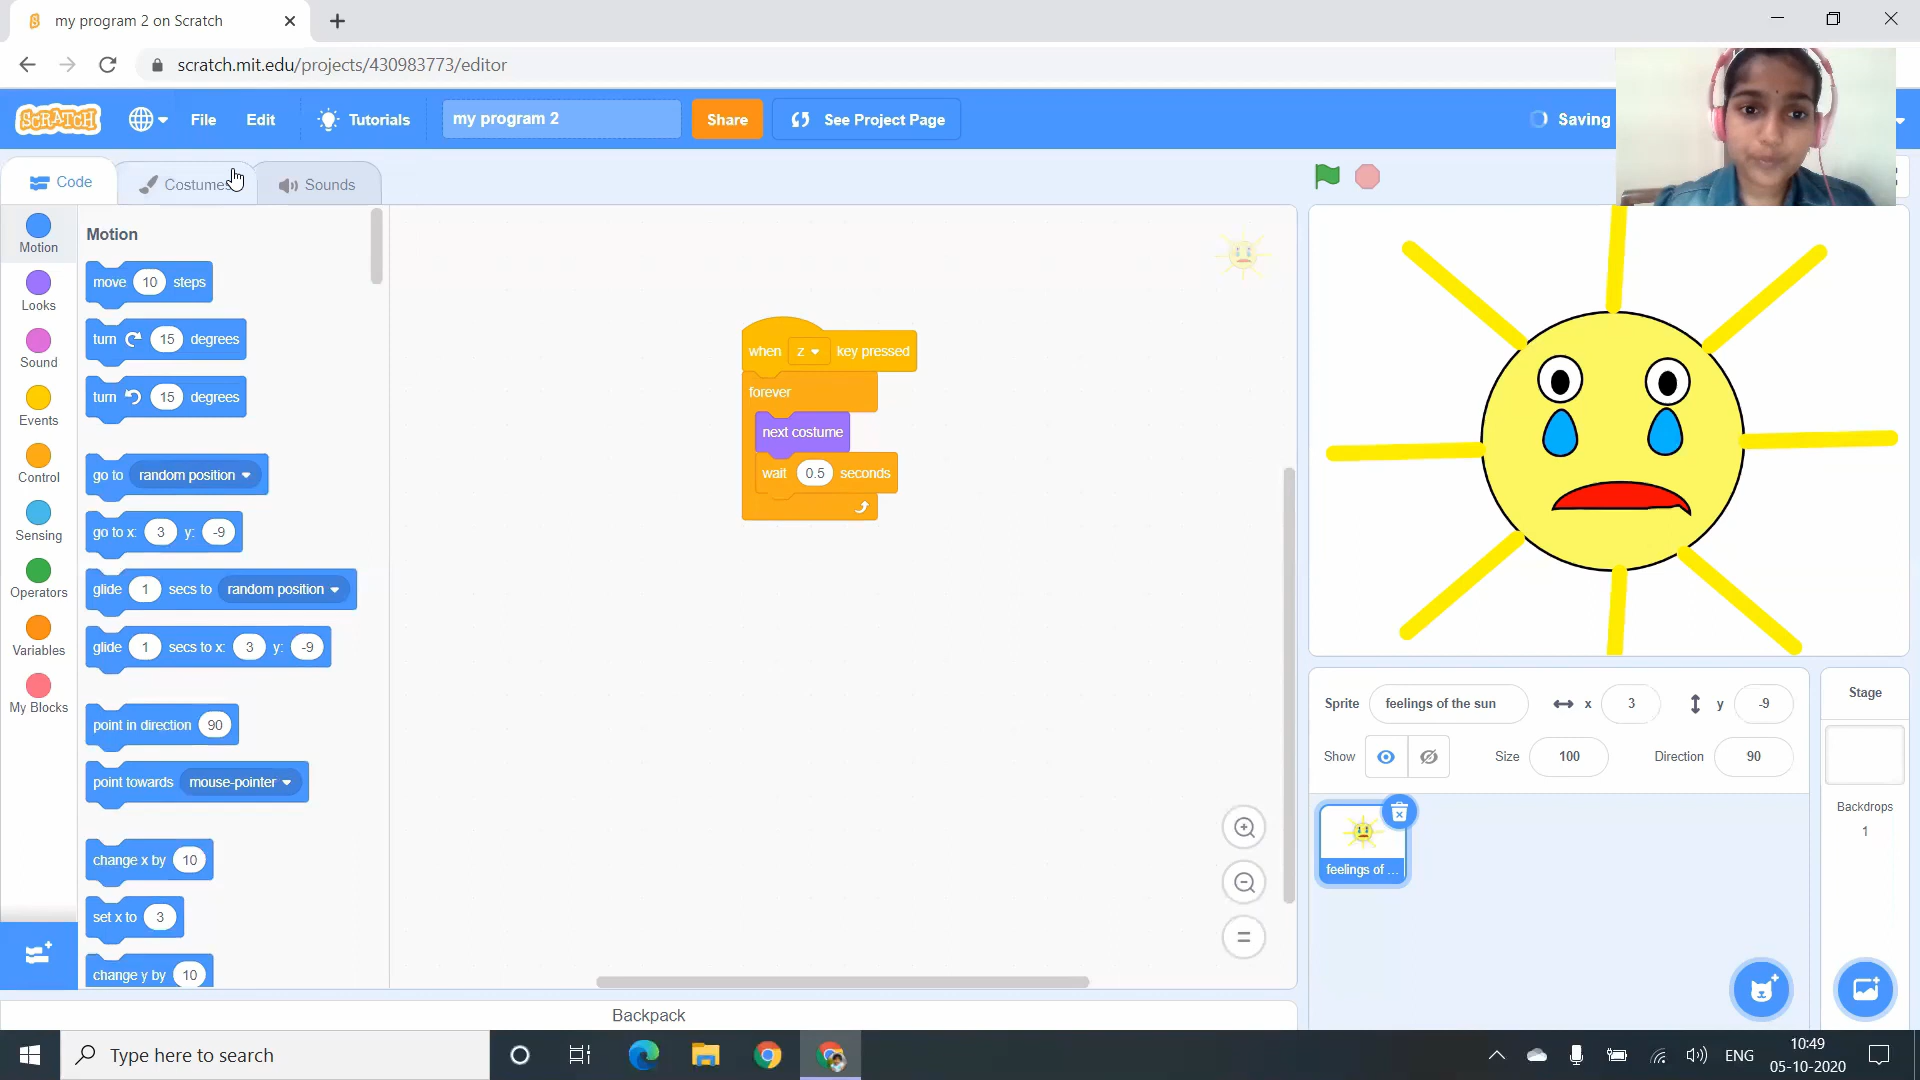 my program 2 on Scratch
scratch.mit.edu/projects/430983773/editor
SCRATCH
File
Edit
Tutorials
my program 2
Share
See Project Page
Saving
Code
Costumes
Sounds
Motion
Looks
Sound
Events
Control
Sensing
Operators
Variables
My Blocks
Motion
move 10 steps
turn 15 degrees
turn 15 degrees
go to random position
go to x: 3 y: -9
glide 1 secs to random position
glide 1 secs to x: 3 y: -9
point in direction 90
point towards mouse-pointer
change x by 10
set x to 3
change y by 10
when z key pressed
forever
next costume
wait 0.5 seconds
Backpack
Sprite feelings of the sun x 3 y -9
Show Size 100 Direction 90
feelings of ...
Stage
Backdrops
1
Type here to search
ENG
10:49
05-10-2020